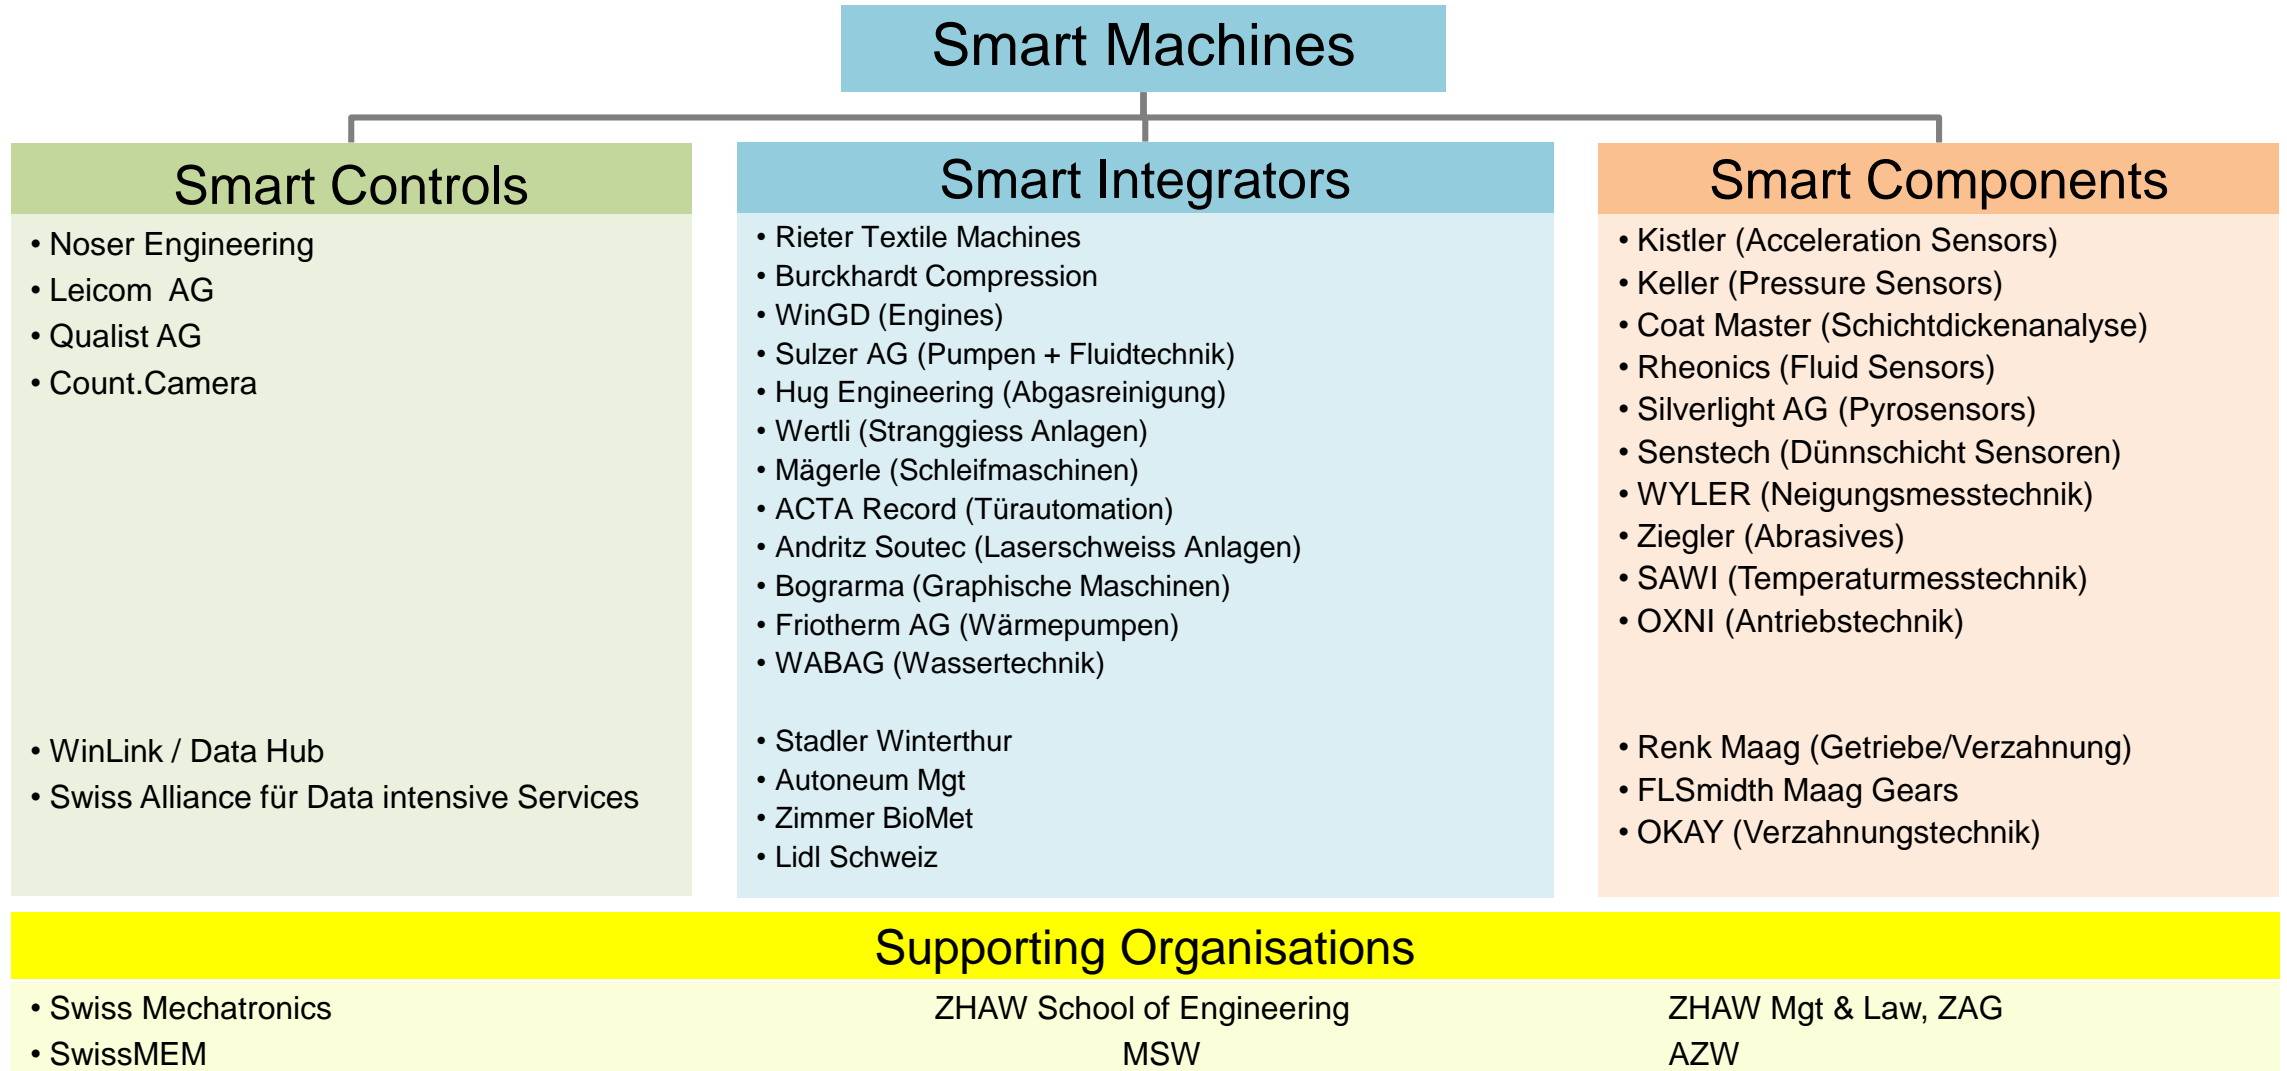 Smart Machines
Smart Controls
• Noser Engineering
• Leicom  AG
• Qualist AG
• Count.Camera
• WinLink / Data Hub
• Swiss Alliance für Data intensive Services
Smart Integrators
• Rieter Textile Machines
• Burckhardt Compression
• WinGD (Engines)
• Sulzer AG (Pumpen + Fluidtechnik)
• Hug Engineering (Abgasreinigung)
• Wertli (Stranggiess Anlagen)
• Mägerle (Schleifmaschinen)
• ACTA Record (Türautomation)
• Andritz Soutec (Laserschweiss Anlagen)
• Bograrma (Graphische Maschinen)
• Friotherm AG (Wärmepumpen)
• WABAG (Wassertechnik)
• Stadler Winterthur
• Autoneum Mgt
• Zimmer BioMet
• Lidl Schweiz
Smart Components
• Kistler (Acceleration Sensors)
• Keller (Pressure Sensors)
• Coat Master (Schichtdickenanalyse)
• Rheonics (Fluid Sensors)
• Silverlight AG (Pyrosensors)
• Senstech (Dünnschicht Sensoren)
• WYLER (Neigungsmesstechnik)
• Ziegler (Abrasives)
• SAWI (Temperaturmesstechnik)
• OXNI (Antriebstechnik)
• Renk Maag (Getriebe/Verzahnung)
• FLSmidth Maag Gears
• OKAY (Verzahnungstechnik)
Supporting Organisations
• Swiss Mechatronics ZHAW School of Engineering ZHAW Mgt & Law, ZAG
• SwissMEM MSW AZW